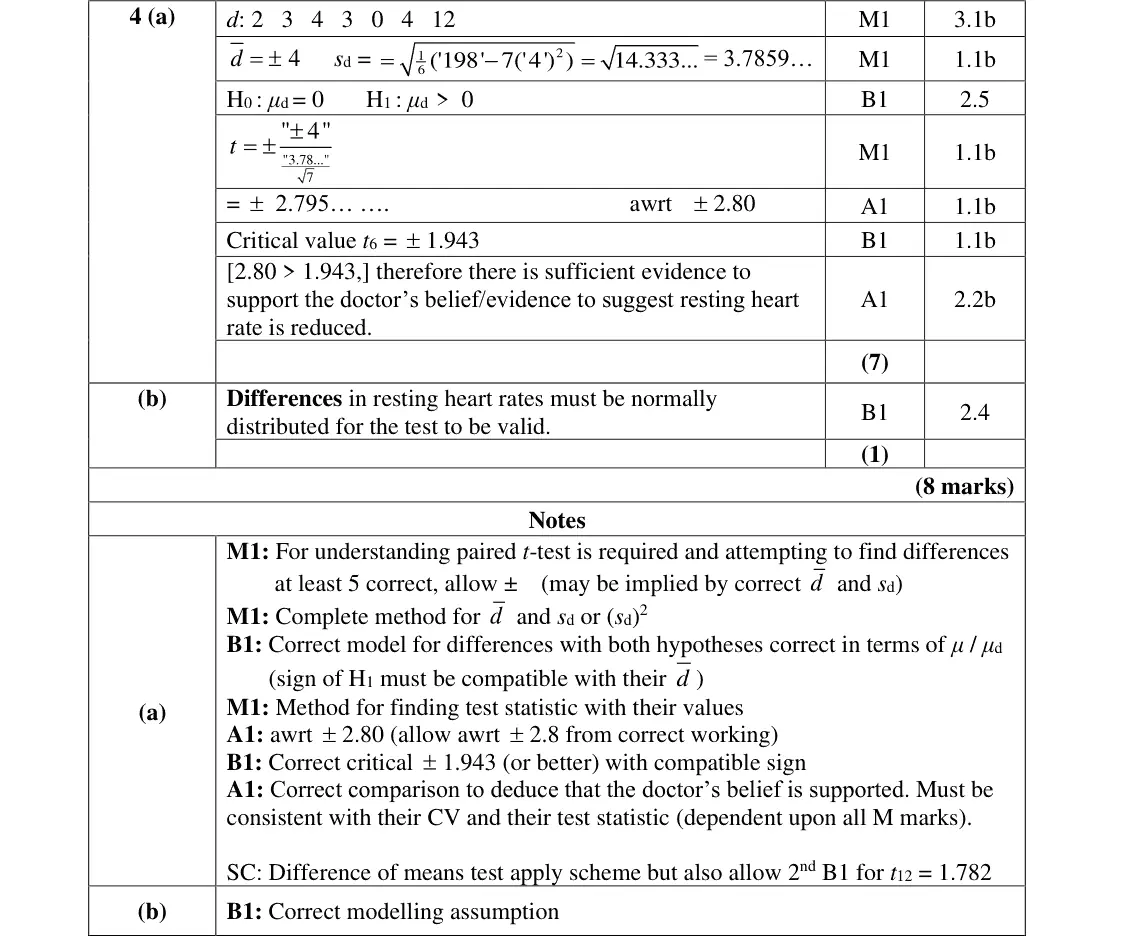 4 (a) d: 2 3 4 3 0 4 12 M1 3.1b
d̅ = ± 4 sd = = √(1/6('198'–7('4')²)) = √14.333... = 3.7859… M1 1.1b
H0 : μd = 0 H1 : μd > 0 B1 2.5
t = ± "± 4" / ("3.78..." / √7) M1 1.1b
= ± 2.795… …. awrt ± 2.80 A1 1.1b
Critical value t6 = ± 1.943 B1 1.1b
[2.80 > 1.943,] therefore there is sufficient evidence to
support the doctor’s belief/evidence to suggest resting heart A1 2.2b
rate is reduced.
(7)
(b) Differences in resting heart rates must be normally
distributed for the test to be valid. B1 2.4
(1)
(8 marks)
Notes
(a)
M1: For understanding paired t-test is required and attempting to find differences
at least 5 correct, allow ± (may be implied by correct d̅ and sd)
M1: Complete method for d̅ and sd or (sd)²
B1: Correct model for differences with both hypotheses correct in terms of μ / μd
(sign of H1 must be compatible with their d̅ )
M1: Method for finding test statistic with their values
A1: awrt ± 2.80 (allow awrt ± 2.8 from correct working)
B1: Correct critical ± 1.943 (or better) with compatible sign
A1: Correct comparison to deduce that the doctor’s belief is supported. Must be
consistent with their CV and their test statistic (dependent upon all M marks).
SC: Difference of means test apply scheme but also allow 2nd B1 for t12 = 1.782
(b) B1: Correct modelling assumption